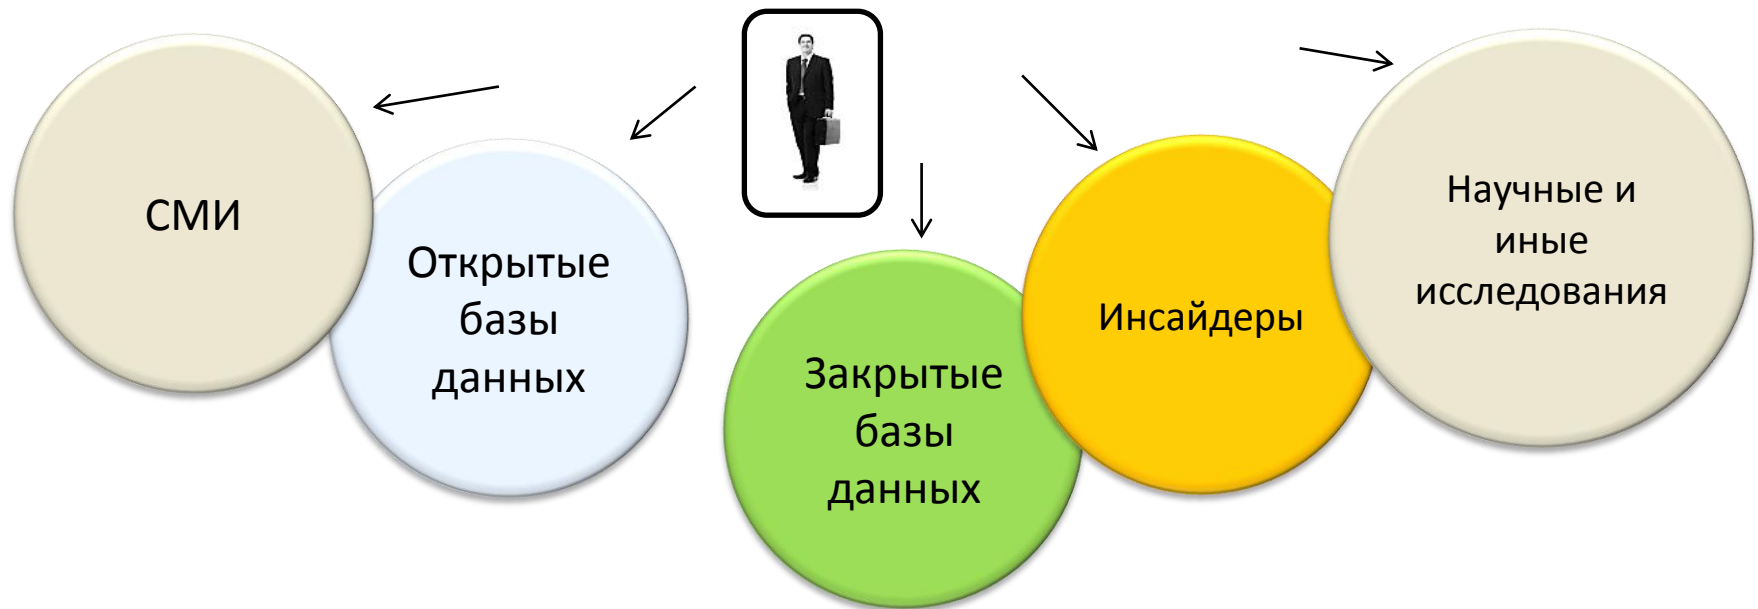 СМИ
Открытые
базы
данных
Закрытые
базы
данных
Инсайдеры
Научные и
иные
исследования